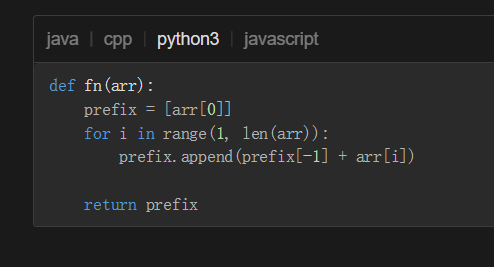 java | cpp | python3 | javascript
def fn(arr):
    prefix = [arr[0]]
    for i in range(1, len(arr)):
        prefix.append(prefix[-1] + arr[i])

    return prefix